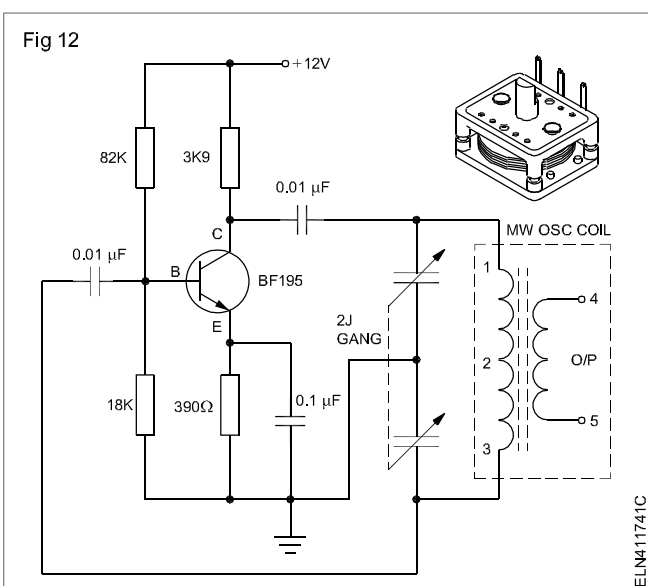 Fig 12
+12V
82K
3K9
0.01 µF
C
MW OSC COIL
0.01 µF
B
BF195
1
4
E
2J
GANG
2
O/P
18K
390Ω
0.1 µF
5
3
ELN411741C